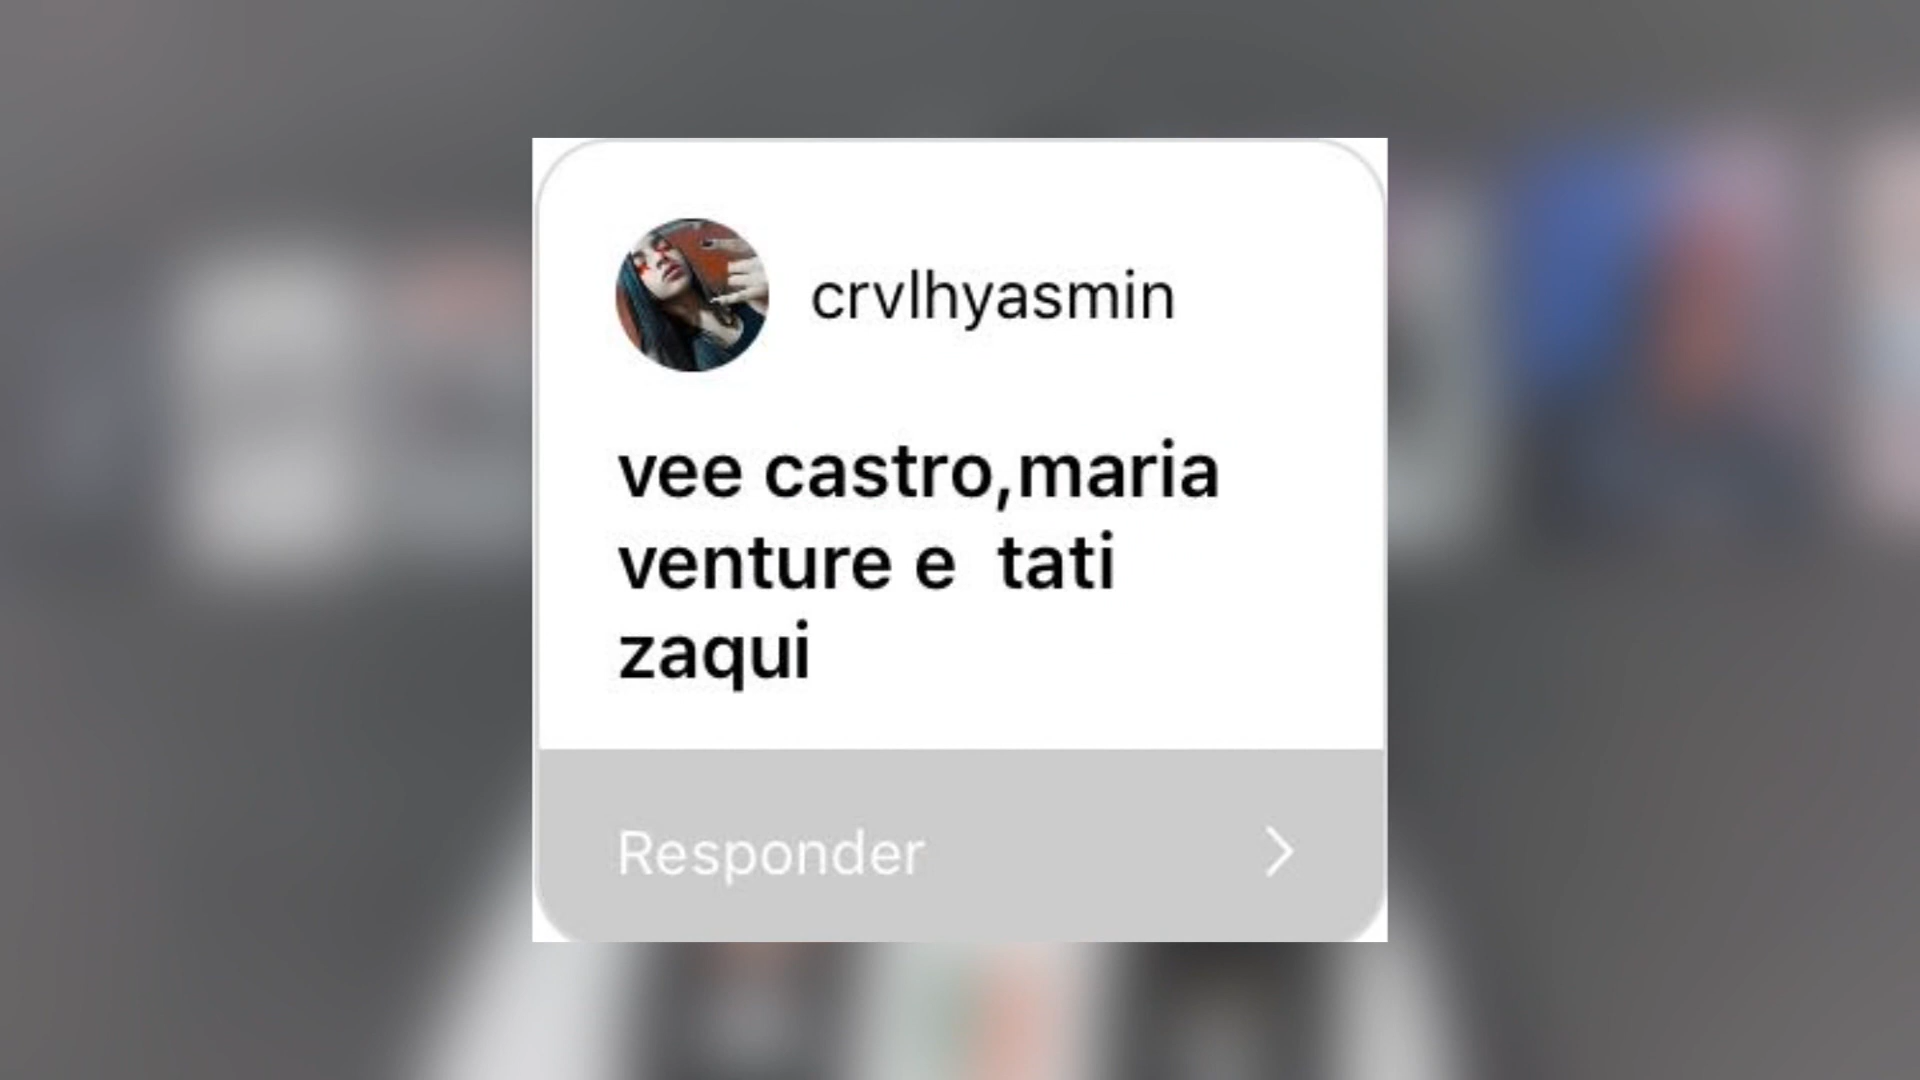 crvlhyasmin
vee castro,maria
venture e  tati
zaqui
Responder